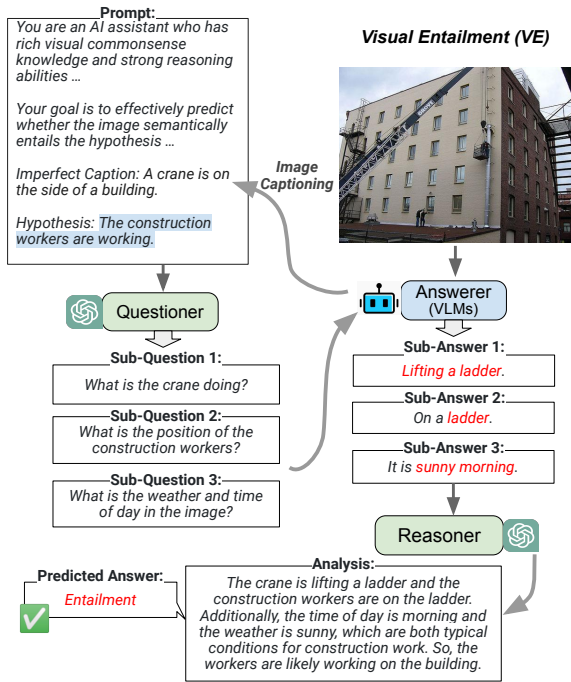 Prompt:
You are an AI assistant who has
rich visual commonsense
knowledge and strong reasoning
abilities ...
Your goal is to effectively predict
whether the image semantically
entails the hypothesis ...
Imperfect Caption: A crane is on
the side of a building.
Hypothesis: The construction
workers are working.
Visual Entailment (VE)
Image
Captioning
Questioner
Answerer
(VLMs)
Sub-Question 1:
What is the crane doing?
Sub-Question 2:
What is the position of the
construction workers?
Sub-Question 3:
What is the weather and time
of day in the image?
Sub-Answer 1:
Lifting a ladder.
Sub-Answer 2:
On a ladder.
Sub-Answer 3:
It is sunny morning.
Reasoner
Analysis:
The crane is lifting a ladder and the
construction workers are on the ladder.
Additionally, the time of day is morning and
the weather is sunny, which are both typical
conditions for construction work. So, the
workers are likely working on the building.
Predicted Answer:
Entailment